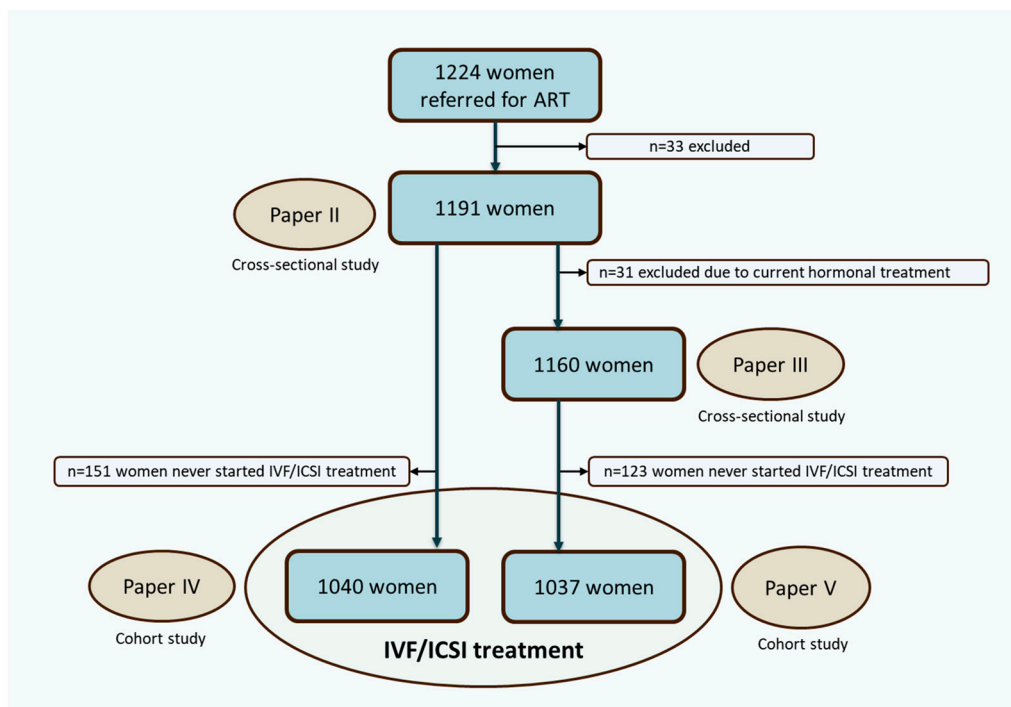 1224 women
referred for ART
n=33 excluded
Paper II
1191 women
Cross-sectional study
n=31 excluded due to current hormonal treatment
1160 women
Paper III
Cross-sectional study
n=151 women never started IVF/ICSI treatment
n=123 women never started IVF/ICSI treatment
Paper IV
1040 women
1037 women
Paper V
Cohort study
Cohort study
IVF/ICSI treatment